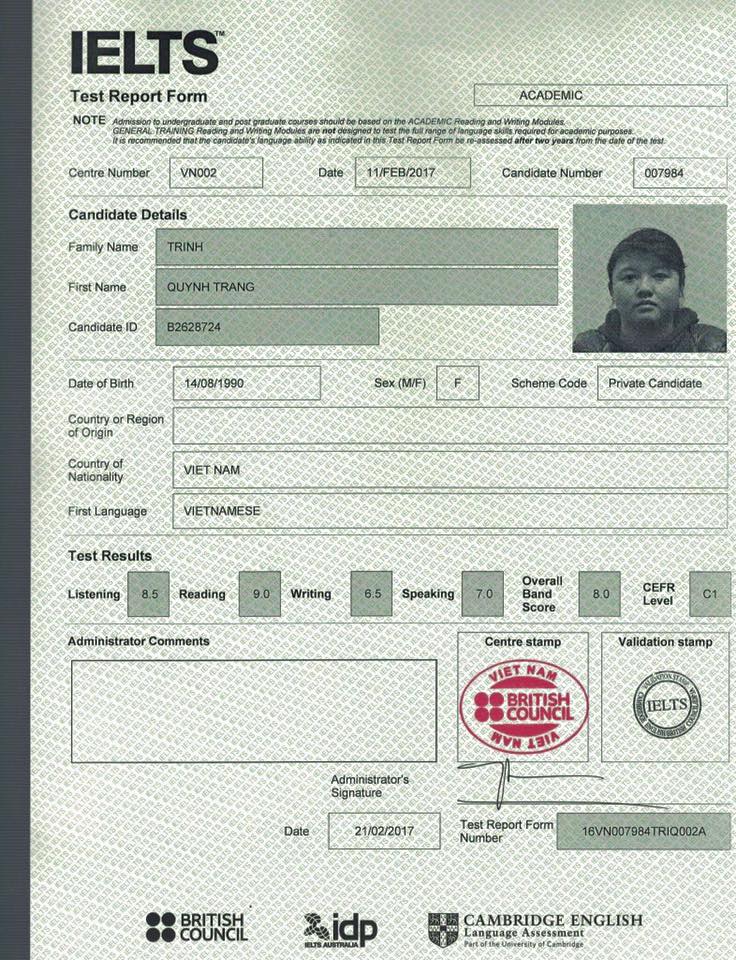 IELTS™
Test Report Form
ACADEMIC
NOTE Admission to undergraduate and post graduate courses should be based on the ACADEMIC Reading and Writing Modules.
GENERAL TRAINING Reading and Writing Modules are not designed to test the full range of language skills required for academic purposes.
It is recommended that the candidate's language ability as indicated in this Test Report Form be re-assessed after two years from the date of the test.
Centre Number VN002 Date 11/FEB/2017 Candidate Number 007984
Candidate Details
Family Name TRINH
First Name QUYNH TRANG
Candidate ID B2628724
Date of Birth 14/08/1990 Sex (M/F) F Scheme Code Private Candidate
Country or Region
of Origin
Country of
Nationality VIET NAM
First Language VIETNAMESE
Test Results
Listening 8.5 Reading 9.0 Writing 6.5 Speaking 7.0 Overall
Band
Score 8.0 CEFR
Level C1
Administrator Comments
Centre stamp
Validation stamp
VIET NAM
BRITISH
COUNCIL
VIET NAM
IELTS
Administrator's
Signature
Date 21/02/2017
Test Report Form
Number 16VN007984TRIQ002A
BRITISH
COUNCIL
idp
IELTS AUSTRALIA
CAMBRIDGE ENGLISH
Language Assessment
Part of the University of Cambridge